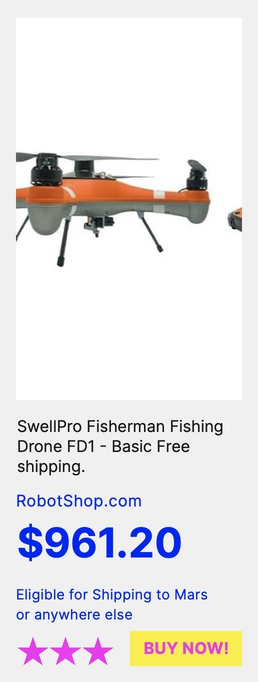 SwellPro Fisherman Fishing
Drone FD1 - Basic Free
shipping.
RobotShop.com
$961.20
Eligible for Shipping to Mars
or anywhere else
BUY NOW!